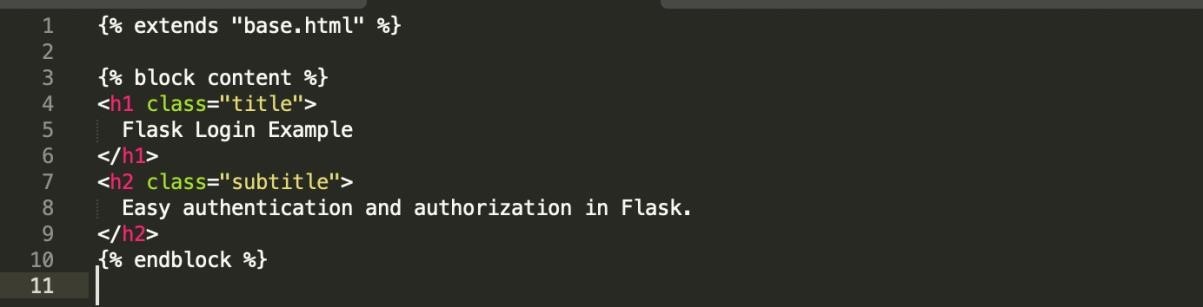 1 {% extends "base.html" %}
2
3 {% block content %}
4 <h1 class="title">
5 Flask Login Example
6 </h1>
7 <h2 class="subtitle">
8 Easy authentication and authorization in Flask.
9 </h2>
10 {% endblock %}
11